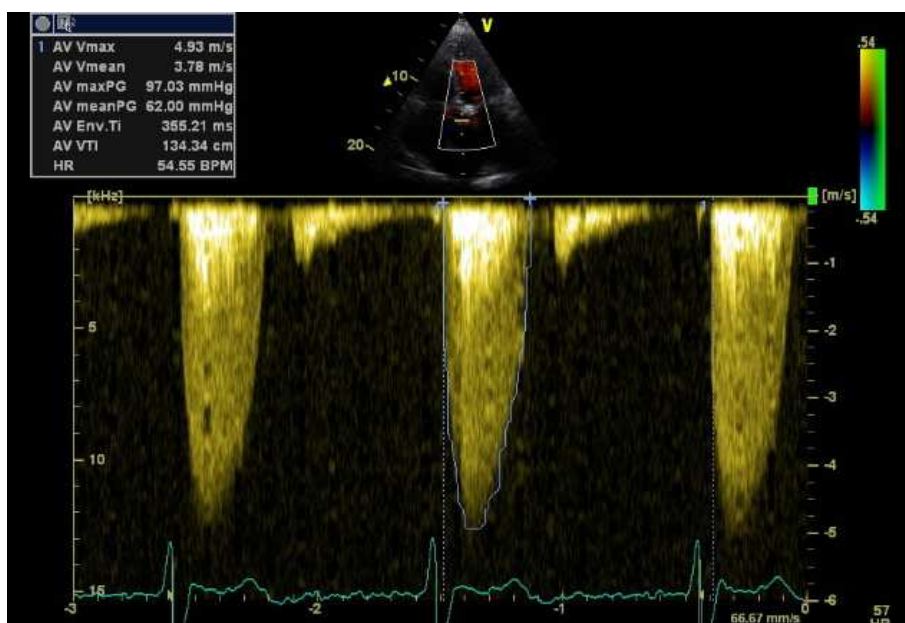 1 AV Vmax 4.93 m/s
AV Vmean 3.78 m/s
AV maxPG 97.03 mmHg
AV meanPG 62.00 mmHg
AV Env.Ti 355.21 ms
AV VTI 134.34 cm
HR 54.55 BPM
V
10
20
.54
-.54
[kHz]
[m/s]
1
-1
5
-2
-3
10
-4
-5
15
-6
-3
-2
-1
0
66.67 mm/s
57
HR